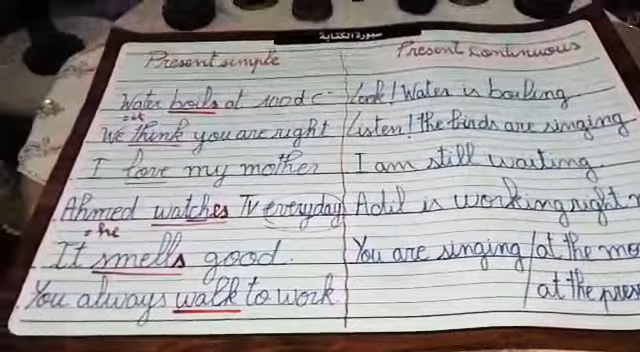 سبورة الكتابة
Present simple
Present continuous
Water boils at 100d C
Look! Water is boiling
= it
We think you are right
Listen! the birds are singing
I love my mother
I am still waiting
Ahmed watches TV everyday
Adil is working right
= he
It smells good.
You are singing / at the
You always walk to work
/ at the